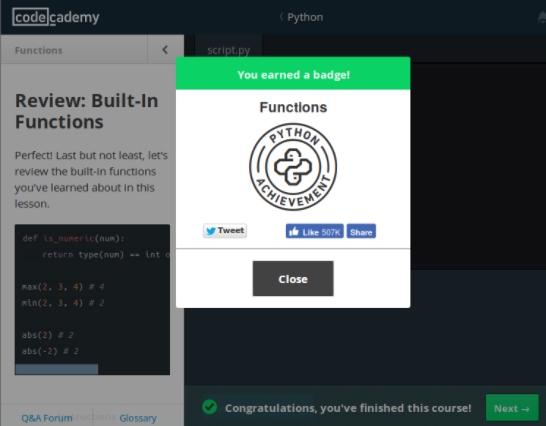 codecademy
Python
Functions
script.py
You earned a badge!
Review: Built-In
Functions
Perfect! Last but not least, let's
review the built-in functions
you've learned about in this
lesson.
def is_numeric(num):
return type(num) == int o
max(2, 3, 4) # 4
min(2, 3, 4) # 2
abs(2) # 2
abs(-2) # 2
Functions
PYTHON
ACHIEVEMENT
Tweet
Like 507K
Share
Close
Q&A Forum
Glossary
Congratulations, you've finished this course!
Next →